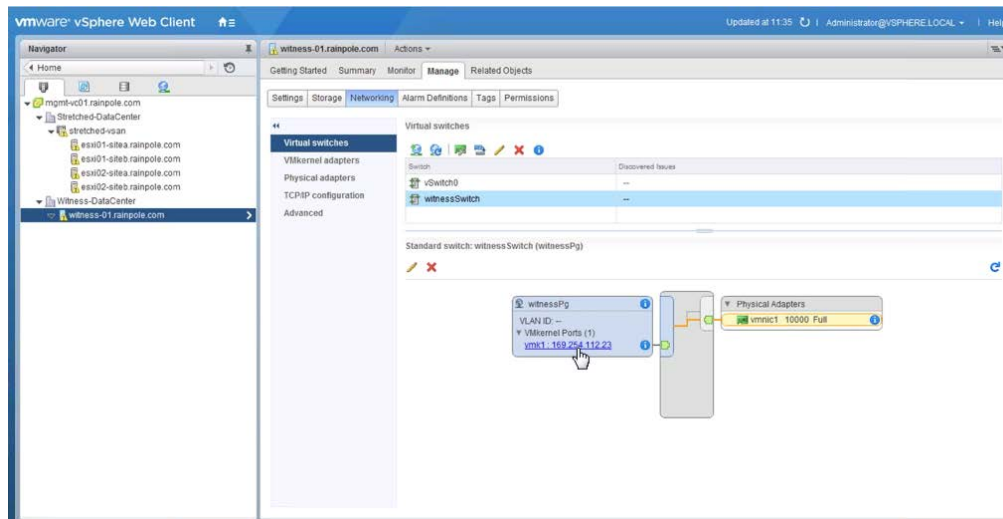 vmware® vSphere Web Client
Updated at 11:35 | Administrator@VSPHERE.LOCAL | Help
Navigator
Home
mgmt-vc01.rainpole.com
Stretched-DataCenter
stretched-vsan
esxi01-sitea.rainpole.com
esxi01-siteb.rainpole.com
esxi02-sitea.rainpole.com
esxi02-siteb.rainpole.com
Witness-DataCenter
witness-01.rainpole.com
witness-01.rainpole.com Actions
Getting Started Summary Monitor Manage Related Objects
Settings Storage Networking Alarm Definitions Tags Permissions
Virtual switches
VMkernel adapters
Physical adapters
TCP/IP configuration
Advanced
Virtual switches
Switch Discovered Issues
vSwitch0 --
witnessSwitch --
Standard switch: witnessSwitch (witnessPg)
witnessPg
VLAN ID: --
VMkernel Ports (1)
vmk1 : 169.254.112.23
Physical Adapters
vmnic1 10000 Full